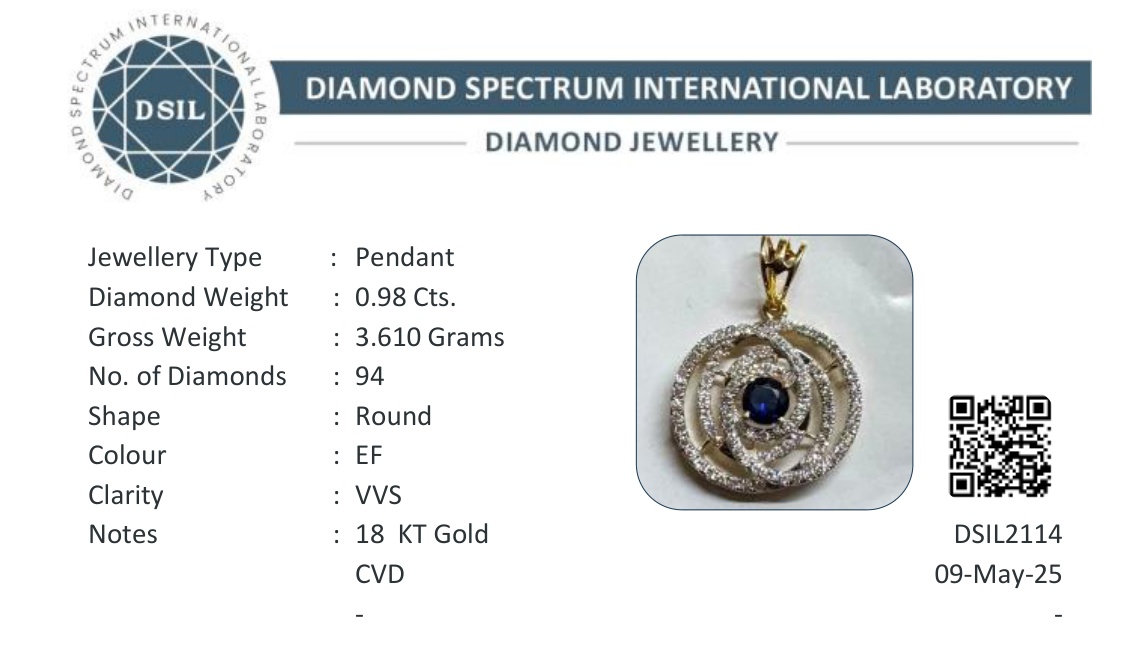 DIAMOND SPECTRUM INTERNATIONAL LABORATORY
DSIL
DIAMOND SPECTRUM INTERNATIONAL LABORATORY
DIAMOND JEWELLERY
Jewellery Type : Pendant
Diamond Weight : 0.98 Cts.
Gross Weight : 3.610 Grams
No. of Diamonds : 94
Shape : Round
Colour : EF
Clarity : VVS
Notes : 18 KT Gold
CVD
-
DSIL2114
09-May-25
-